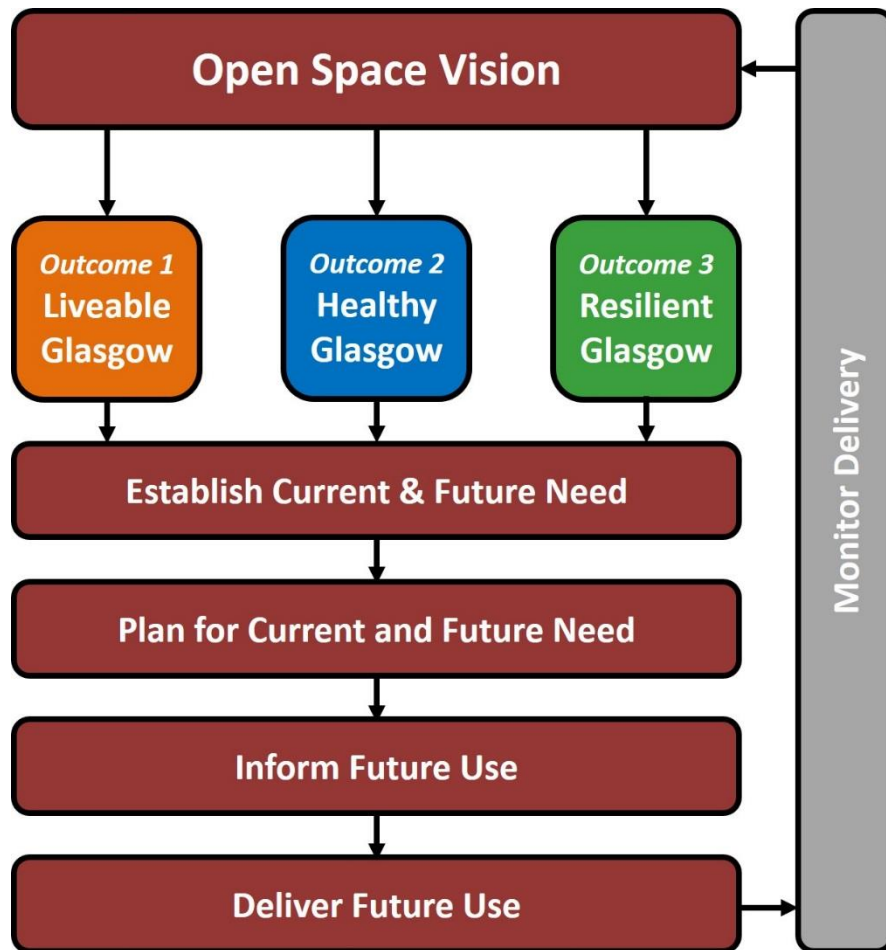 Open Space Vision
Outcome 1
Liveable
Glasgow
Outcome 2
Healthy
Glasgow
Outcome 3
Resilient
Glasgow
Establish Current & Future Need
Plan for Current and Future Need
Inform Future Use
Deliver Future Use
Monitor Delivery